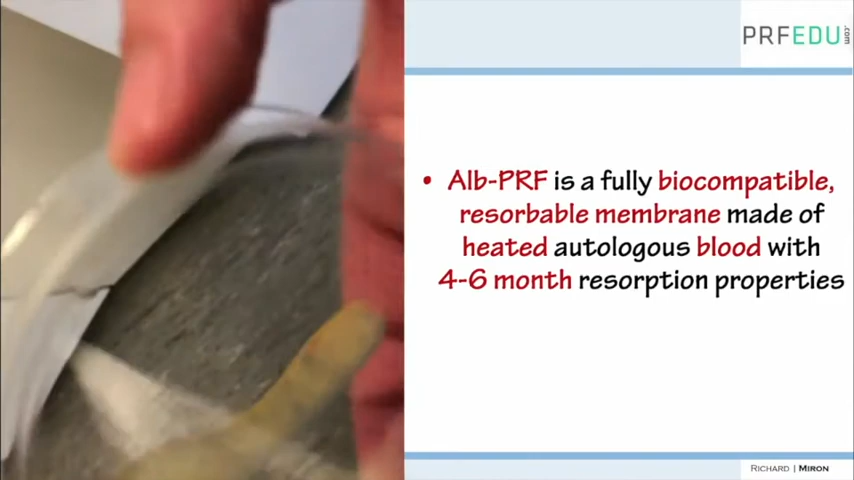 PRFEDU.com
• Alb-PRF is a fully biocompatible,
resorbable membrane made of
heated autologous blood with
4-6 month resorption properties
RICHARD | MIRON